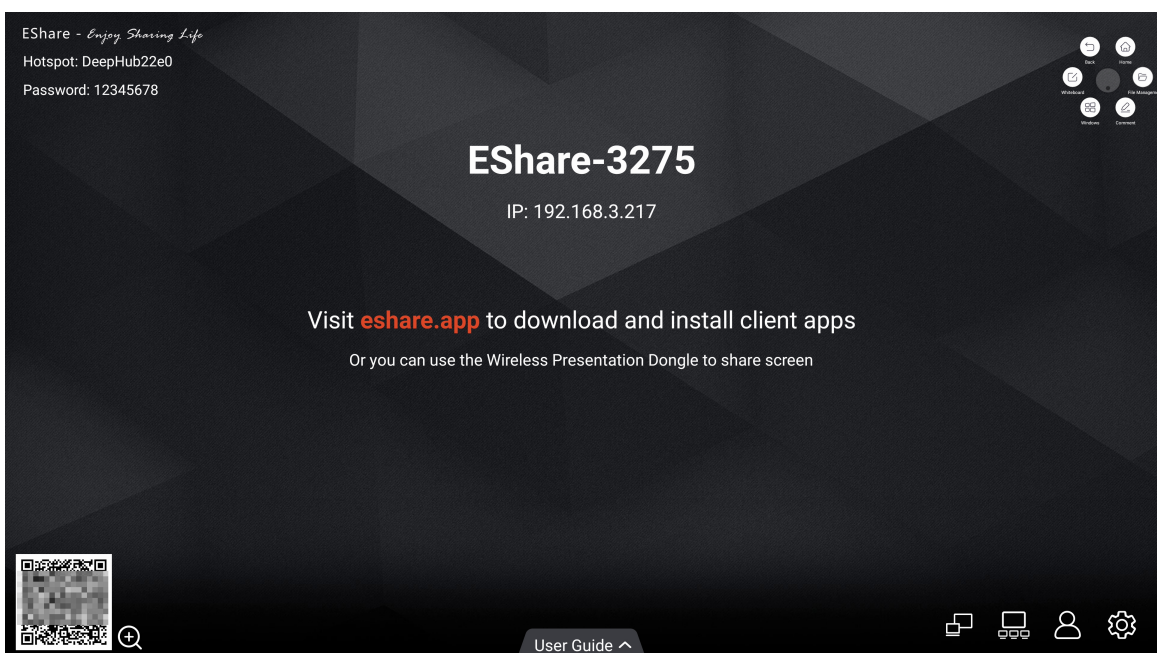 EShare - Enjoy Sharing Life
Hotspot: DeepHub22e0
Password: 12345678
Back
Home
Whiteboard
File Managem
Windows
Comment
EShare-3275
IP: 192.168.3.217
Visit eshare.app to download and install client apps
Or you can use the Wireless Presentation Dongle to share screen
User Guide